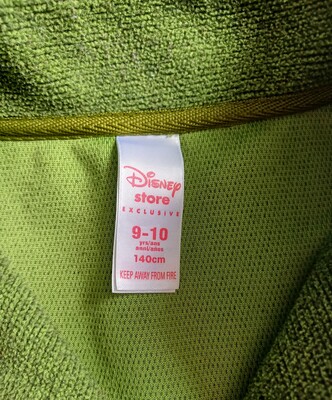 Disney
store
EXCLUSIVE
9-10
yrs/ans
anni/años
140cm
KEEP AWAY FROM FIRE